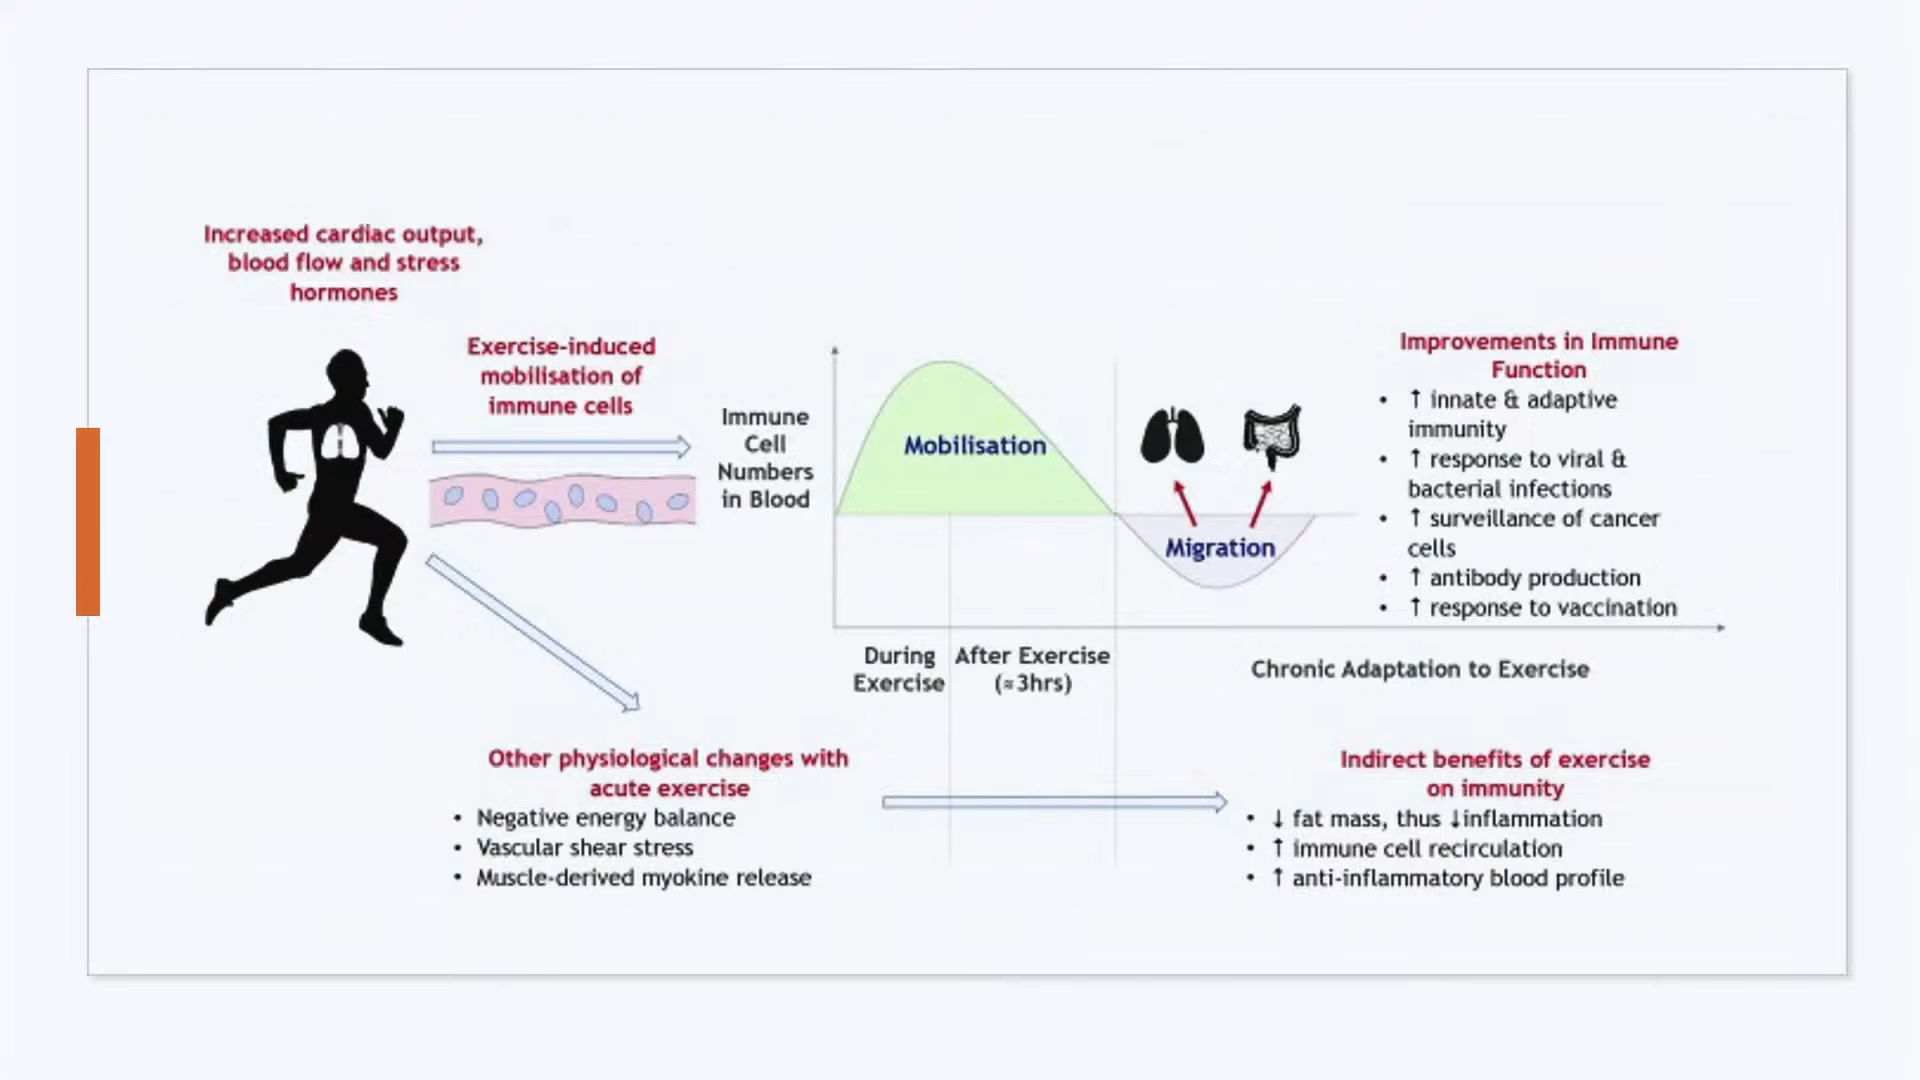 Increased cardiac output,
blood flow and stress
hormones
Exercise-induced
mobilisation of
immune cells
Immune
Cell
Numbers
in Blood
Mobilisation
Migration
During
Exercise
After Exercise
(≈3hrs)
Chronic Adaptation to Exercise
Improvements in Immune
Function
• ↑ innate & adaptive
immunity
• ↑ response to viral &
bacterial infections
• ↑ surveillance of cancer
cells
• ↑ antibody production
• ↑ response to vaccination
Other physiological changes with
acute exercise
• Negative energy balance
• Vascular shear stress
• Muscle-derived myokine release
Indirect benefits of exercise
on immunity
• ↓ fat mass, thus ↓inflammation
• ↑ immune cell recirculation
• ↑ anti-inflammatory blood profile